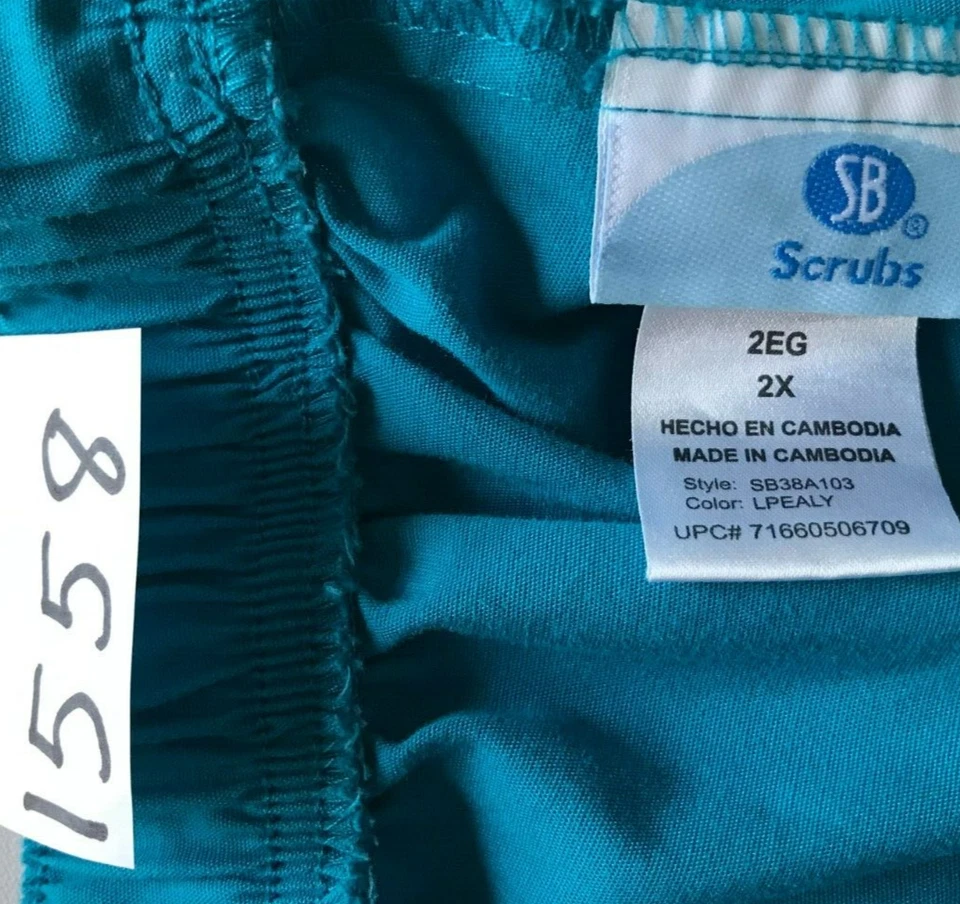 SB®
Scrubs
2EG
2X
HECHO EN CAMBODIA
MADE IN CAMBODIA
Style: SB38A103
Color: LPEALY
UPC# 71660506709
1558